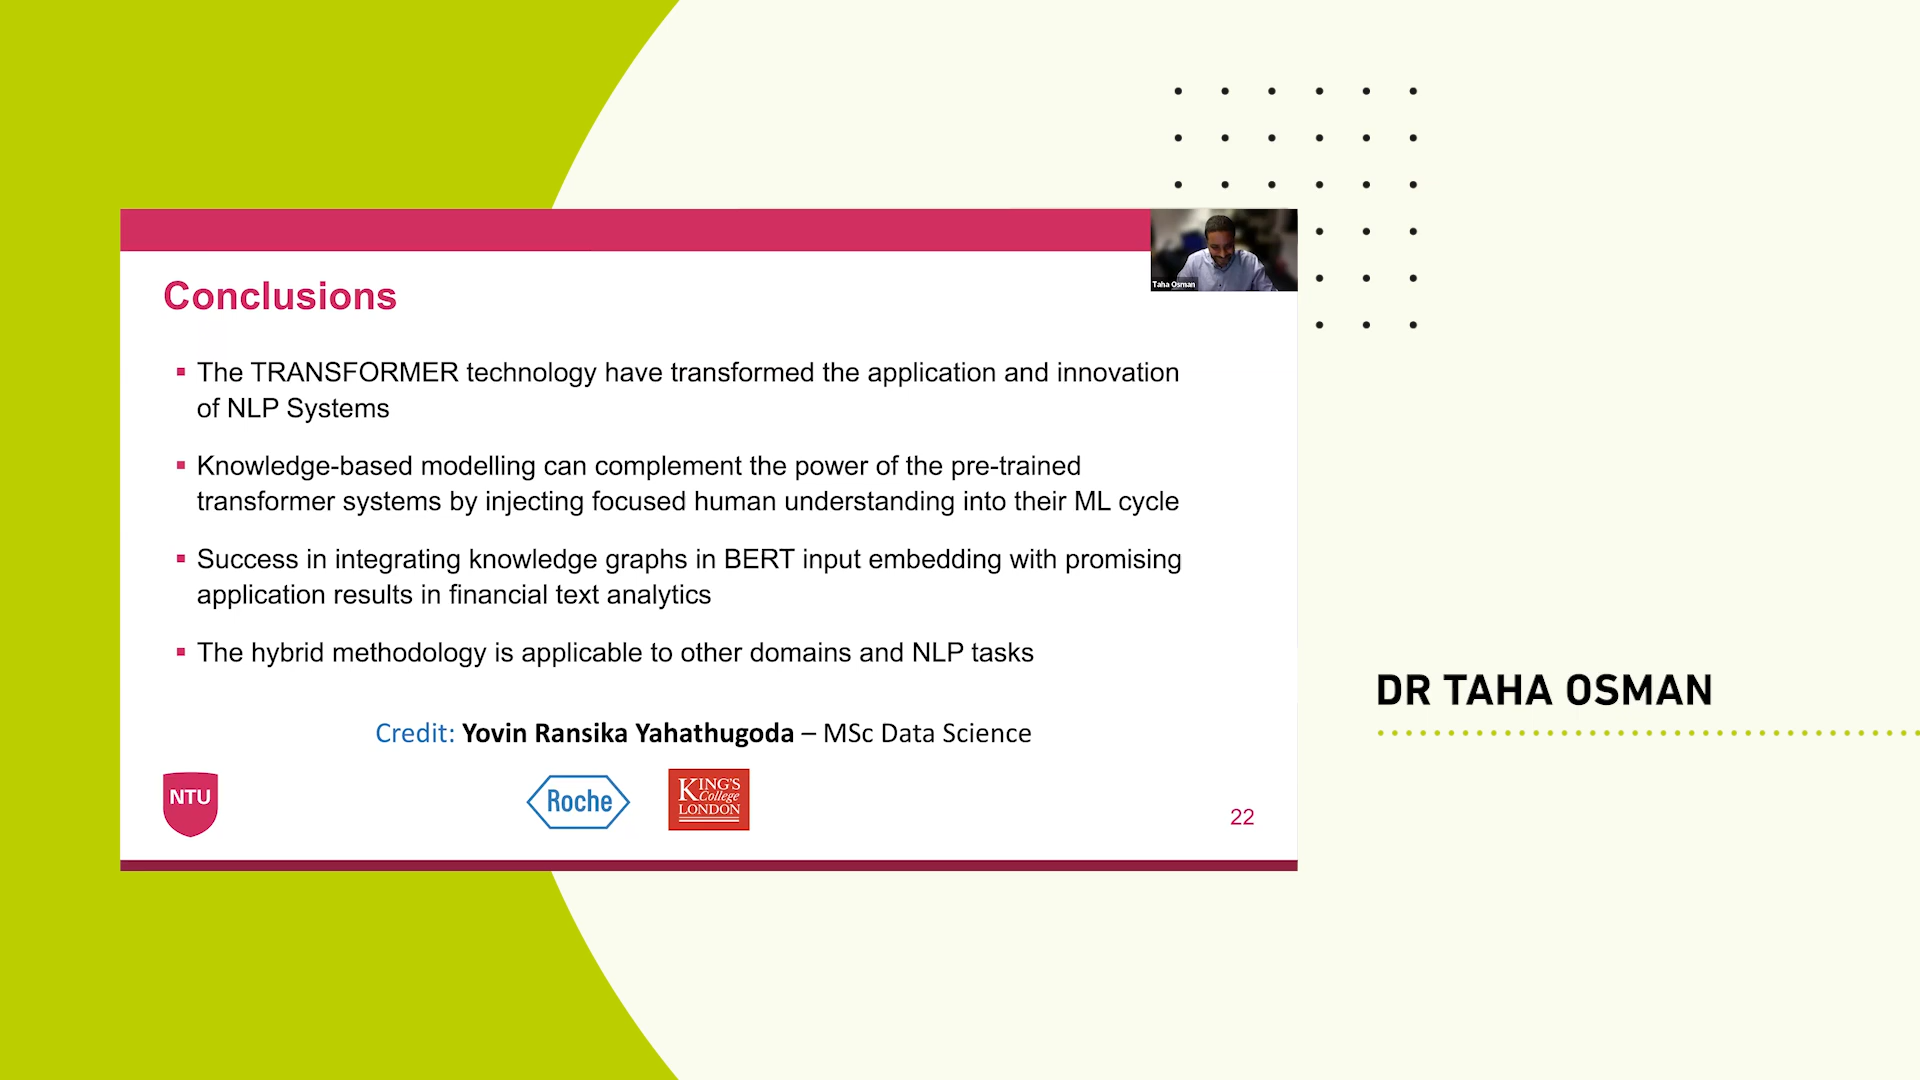 Taha Osman
Conclusions
The TRANSFORMER technology have transformed the application and innovation
of NLP Systems
Knowledge-based modelling can complement the power of the pre-trained
transformer systems by injecting focused human understanding into their ML cycle
Success in integrating knowledge graphs in BERT input embedding with promising
application results in financial text analytics
The hybrid methodology is applicable to other domains and NLP tasks
Credit: Yovin Ransika Yahathugoda – MSc Data Science
NTU
Roche
KING'S
College
LONDON
22
DR TAHA OSMAN